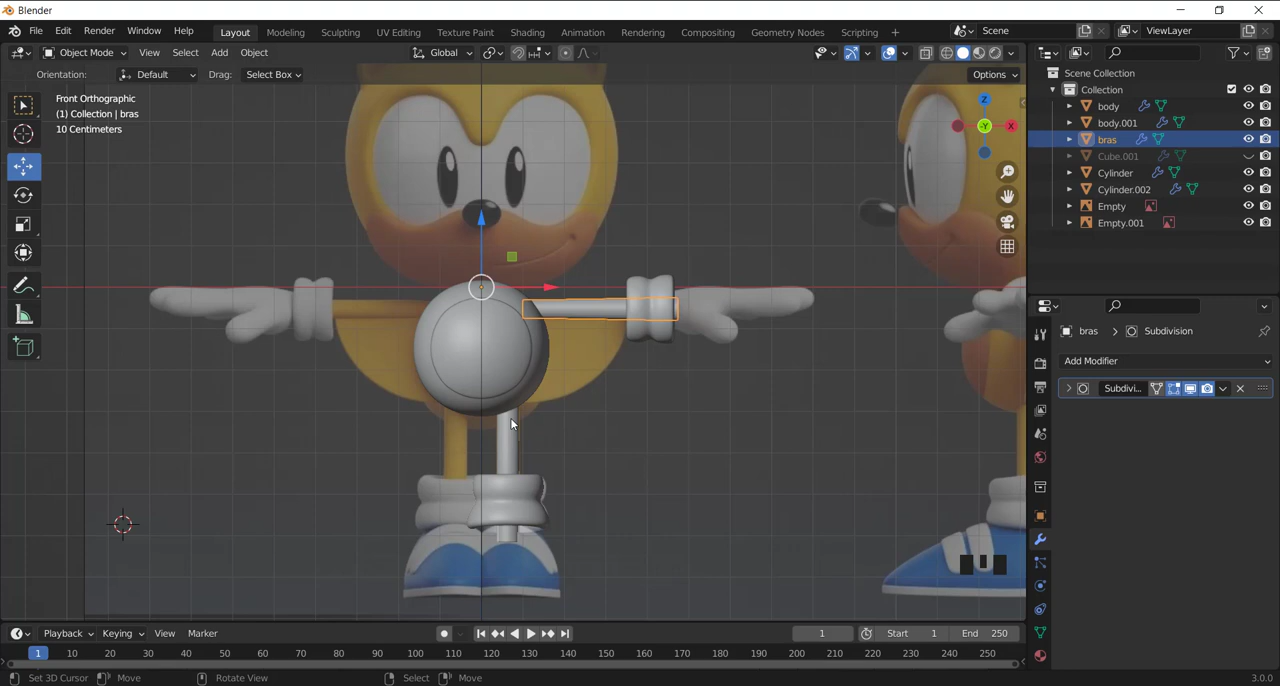 Blender
File Edit Render Window Help Layout Modeling Sculpting UV Editing Texture Paint Shading Animation Rendering Compositing Geometry Nodes Scripting + Scene ViewLayer
Object Mode View Select Add Object Global
Orientation: Default Drag: Select Box Options
Front Orthographic
(1) Collection | bras
10 Centimeters
Z
-Y
X
Scene Collection
Collection
body
body.001
bras
Cube.001
Cylinder
Cylinder.002
Empty
Empty.001
bras > Subdivision
Add Modifier
Subdivi...
Playback Keying View Marker 1 Start 1 End 250
1 10 20 30 40 50 60 70 80 90 100 110 120 130 140 150 160 170 180 190 200 210 220 230 240 250
Set 3D Cursor Move Rotate View Select Move 3.0.0